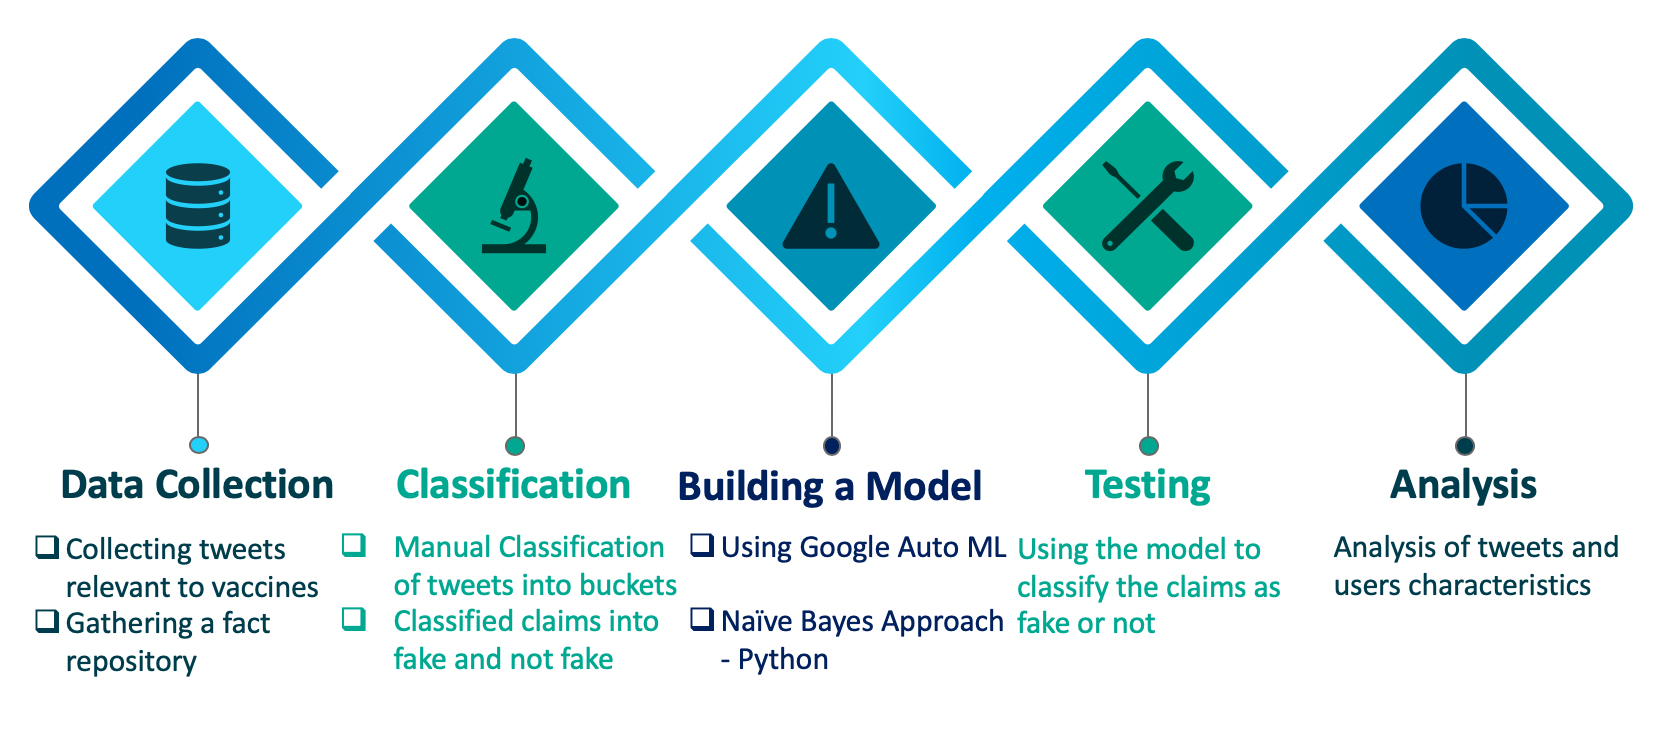 Data Collection
Collecting tweets
relevant to vaccines
Gathering a fact
repository
Classification
Manual Classification
of tweets into buckets
Classified claims into
fake and not fake
Building a Model
Using Google Auto ML
Naïve Bayes Approach
- Python
Testing
Using the model to
classify the claims as
fake or not
Analysis
Analysis of tweets and
users characteristics